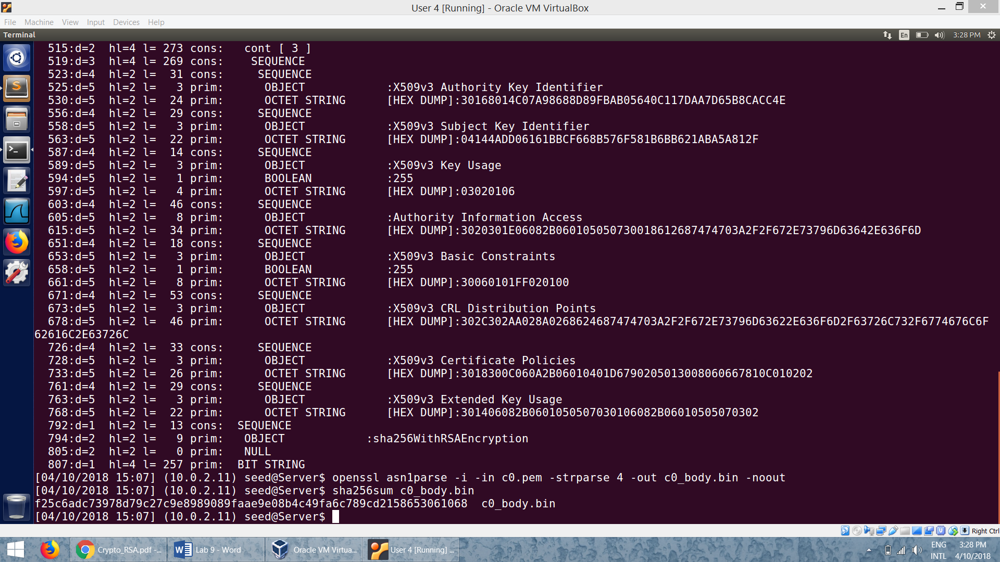 User 4 [Running] - Oracle VM VirtualBox
File Machine View Input Devices Help
Terminal En 3:28 PM
515:d=2 hl=4 l= 273 cons: cont [ 3 ]
519:d=3 hl=4 l= 269 cons: SEQUENCE
523:d=4 hl=2 l= 31 cons: SEQUENCE
525:d=5 hl=2 l= 3 prim: OBJECT :X509v3 Authority Key Identifier
530:d=5 hl=2 l= 24 prim: OCTET STRING [HEX DUMP]:30168014C07A98688D89FBAB05640C117DAA7D65B8CACC4E
556:d=4 hl=2 l= 29 cons: SEQUENCE
558:d=5 hl=2 l= 3 prim: OBJECT :X509v3 Subject Key Identifier
563:d=5 hl=2 l= 22 prim: OCTET STRING [HEX DUMP]:04144ADD06161BBCF668B576F581B6BB621ABA5A812F
587:d=4 hl=2 l= 14 cons: SEQUENCE
589:d=5 hl=2 l= 3 prim: OBJECT :X509v3 Key Usage
594:d=5 hl=2 l= 1 prim: BOOLEAN :255
597:d=5 hl=2 l= 4 prim: OCTET STRING [HEX DUMP]:03020106
603:d=4 hl=2 l= 46 cons: SEQUENCE
605:d=5 hl=2 l= 8 prim: OBJECT :Authority Information Access
615:d=5 hl=2 l= 34 prim: OCTET STRING [HEX DUMP]:3020301E06082B060105050730018612687474703A2F2F672E73796D63642E636F6D
651:d=4 hl=2 l= 18 cons: SEQUENCE
653:d=5 hl=2 l= 3 prim: OBJECT :X509v3 Basic Constraints
658:d=5 hl=2 l= 1 prim: BOOLEAN :255
661:d=5 hl=2 l= 8 prim: OCTET STRING [HEX DUMP]:30060101FF020100
671:d=4 hl=2 l= 53 cons: SEQUENCE
673:d=5 hl=2 l= 3 prim: OBJECT :X509v3 CRL Distribution Points
678:d=5 hl=2 l= 46 prim: OCTET STRING [HEX DUMP]:302C302AA028A0268624687474703A2F2F672E73796D63622E636F6D2F63726C732F6774676C6F
62616C2E63726C
726:d=4 hl=2 l= 33 cons: SEQUENCE
728:d=5 hl=2 l= 3 prim: OBJECT :X509v3 Certificate Policies
733:d=5 hl=2 l= 26 prim: OCTET STRING [HEX DUMP]:3018300C060A2B06010401D6790205013008060667810C010202
761:d=4 hl=2 l= 29 cons: SEQUENCE
763:d=5 hl=2 l= 3 prim: OBJECT :X509v3 Extended Key Usage
768:d=5 hl=2 l= 22 prim: OCTET STRING [HEX DUMP]:301406082B0601050507030106082B06010505070302
792:d=1 hl=2 l= 13 cons: SEQUENCE
794:d=2 hl=2 l= 9 prim: OBJECT :sha256WithRSAEncryption
805:d=2 hl=2 l= 0 prim: NULL
807:d=1 hl=4 l= 257 prim: BIT STRING
[04/10/2018 15:07] (10.0.2.11) seed@Server$ openssl asn1parse -i -in c0.pem -strparse 4 -out c0_body.bin -noout
[04/10/2018 15:07] (10.0.2.11) seed@Server$ sha256sum c0_body.bin
f25c6adc73978d79c27c9e8989089faae9e08b4c49fa6c789cd2158653061068 c0_body.bin
[04/10/2018 15:07] (10.0.2.11) seed@Server$
Right Ctrl
Crypto_RSA.pdf -... Lab 9 - Word Oracle VM Virtua... User 4 [Running] ...
ENG 3:28 PM
INTL 4/10/2018